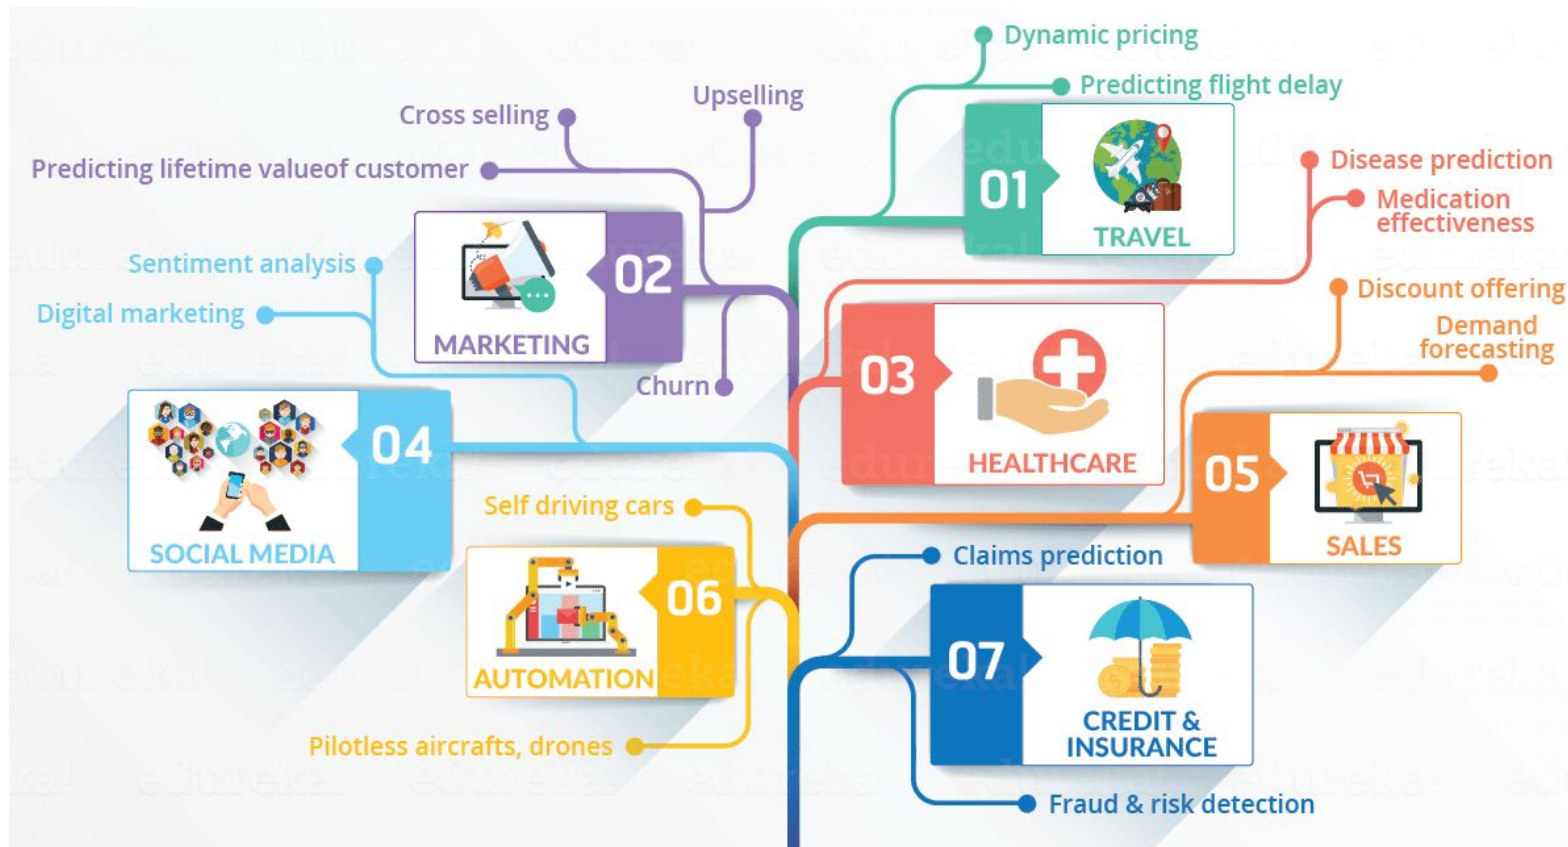 Dynamic pricing
Predicting flight delay
01
TRAVEL
Upselling
Cross selling
Predicting lifetime valueof customer
02
MARKETING
Churn
Disease prediction
Medication
effectiveness
03
HEALTHCARE
Sentiment analysis
Digital marketing
04
SOCIAL MEDIA
Discount offering
Demand
forecasting
05
SALES
Self driving cars
06
AUTOMATION
Pilotless aircrafts, drones
Claims prediction
07
CREDIT &
INSURANCE
Fraud & risk detection
edureka!